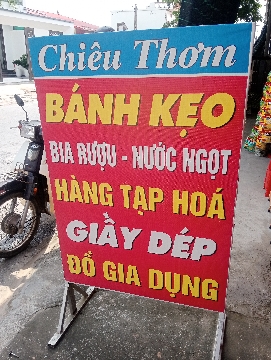 Chiêu Thơm
BÁNH KẸO
BIA RƯỢU - NƯỚC NGỌT
HÀNG TẠP HOÁ
GIẦY DÉP
ĐỒ GIA DỤNG